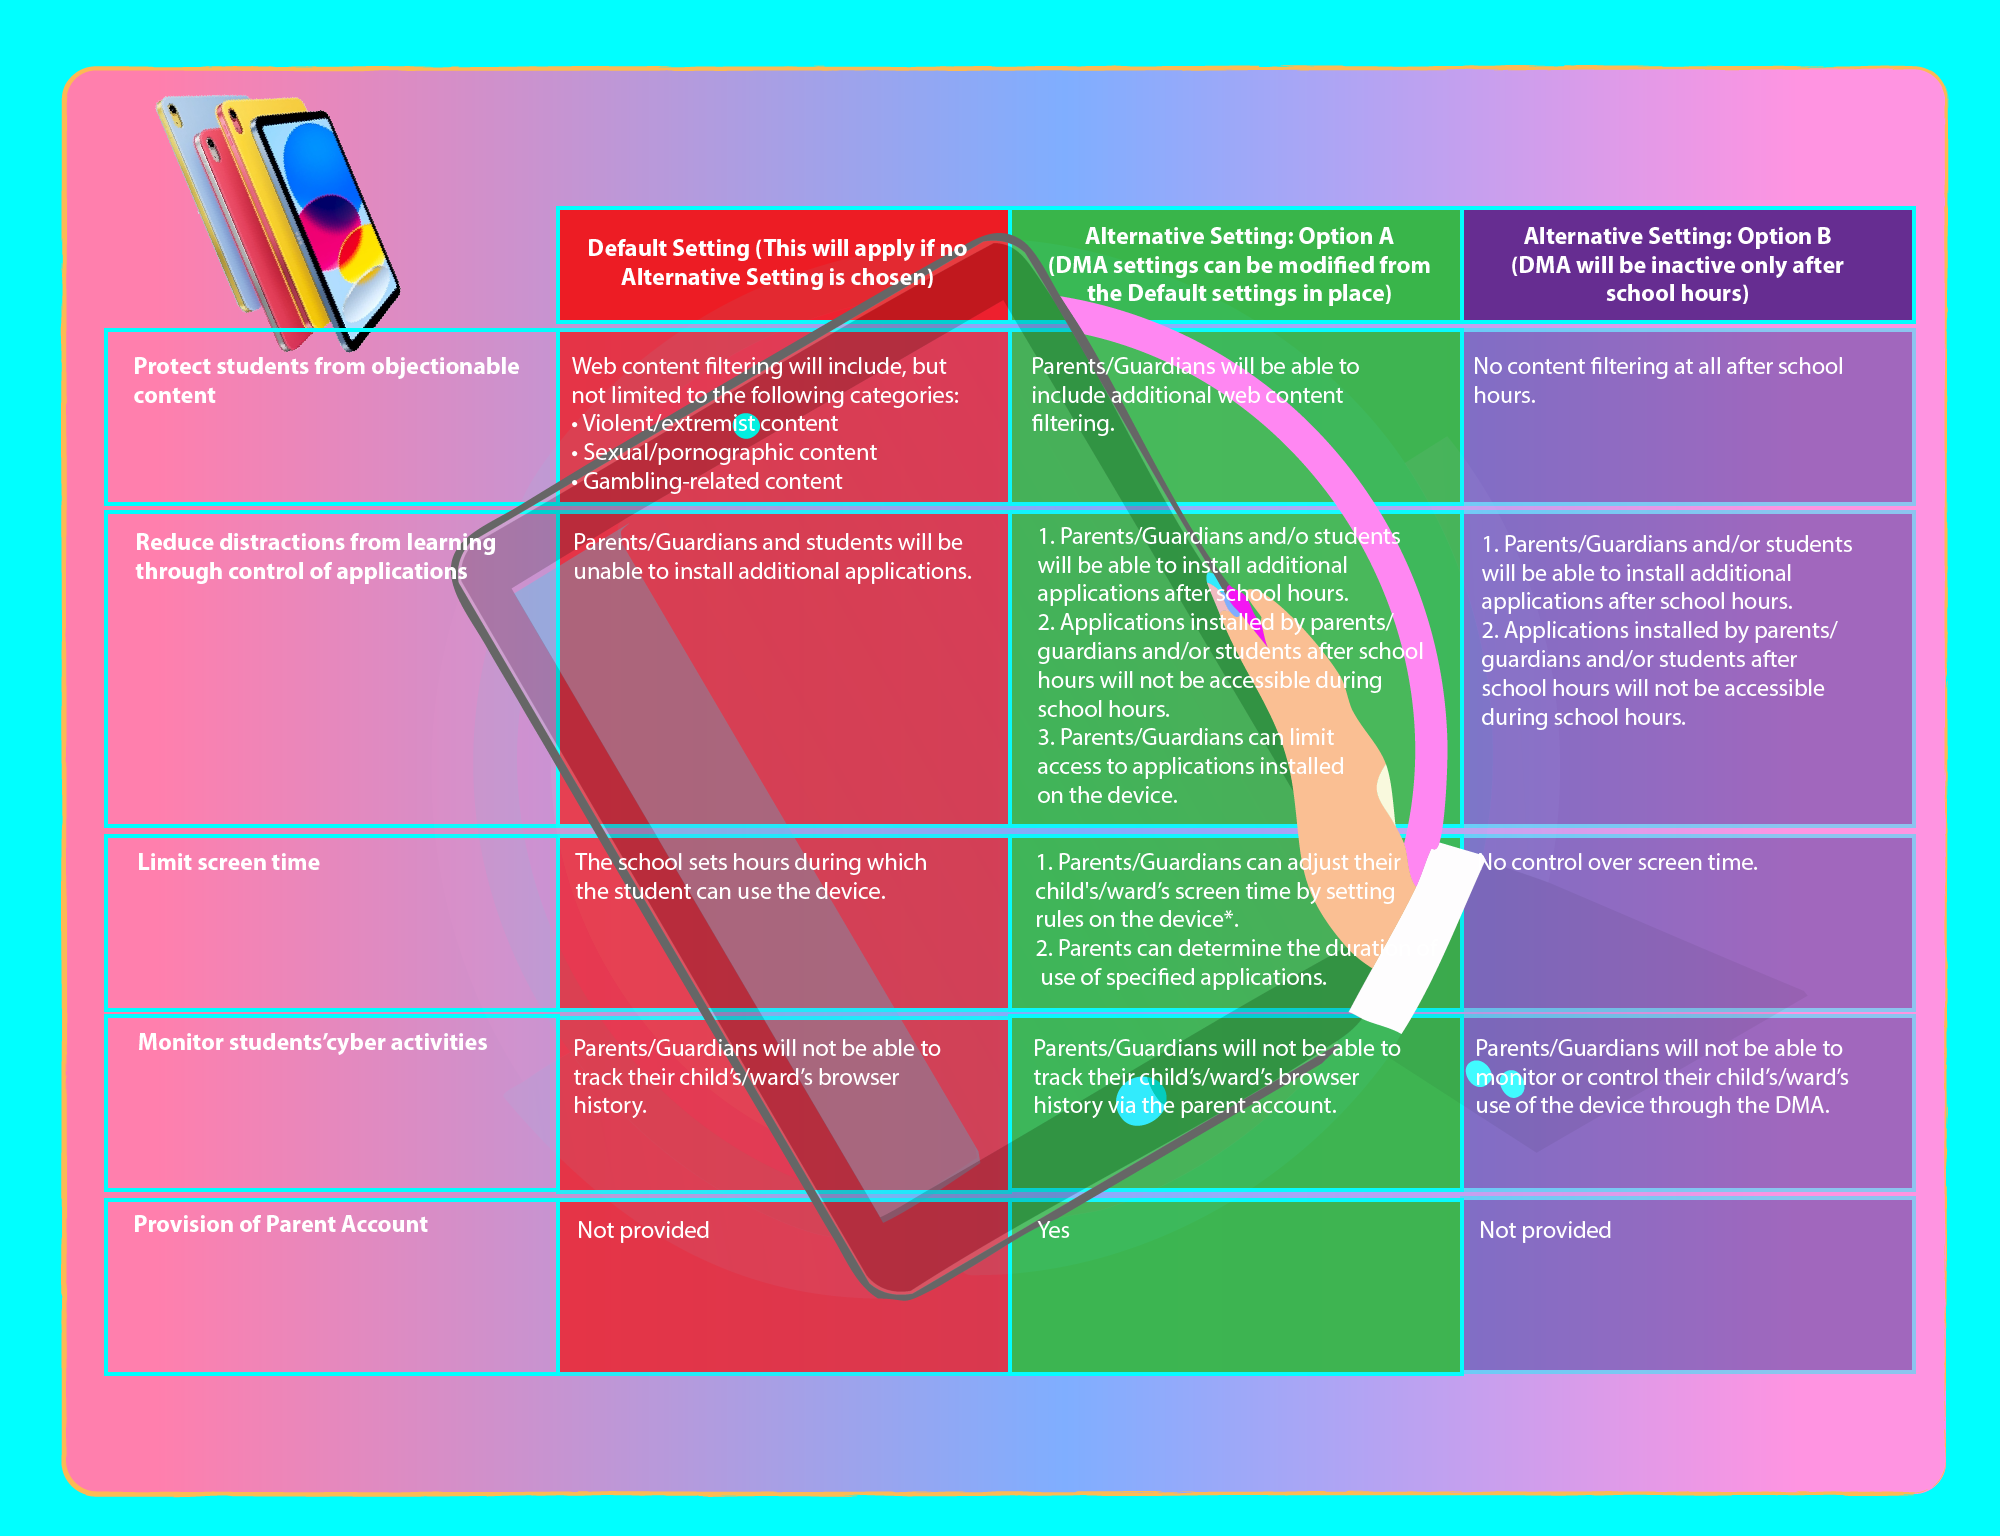 Default Setting (This will apply if no
Alternative Setting is chosen)
Alternative Setting: Option A
(DMA settings can be modified from
the Default settings in place)
Alternative Setting: Option B
(DMA will be inactive only after
school hours)
Protect students from objectionable
content
Web content filtering will include, but
not limited to the following categories:
• Violent/extremist content
• Sexual/pornographic content
• Gambling-related content
Parents/Guardians will be able to
include additional web content
filtering.
No content filtering at all after school
hours.
Reduce distractions from learning
through control of applications
Parents/Guardians and students will be
unable to install additional applications.
1. Parents/Guardians and/o students
will be able to install additional
applications after school hours.
2. Applications installed by parents/
guardians and/or students after school
hours will not be accessible during
school hours.
3. Parents/Guardians can limit
access to applications installed
on the device.
1. Parents/Guardians and/or students
will be able to install additional
applications after school hours.
2. Applications installed by parents/
guardians and/or students after
school hours will not be accessible
during school hours.
Limit screen time
The school sets hours during which
the student can use the device.
1. Parents/Guardians can adjust their
child's/ward’s screen time by setting
rules on the device*.
2. Parents can determine the duration
use of specified applications.
No control over screen time.
Monitor students’cyber activities
Parents/Guardians will not be able to
track their child’s/ward’s browser
history.
Parents/Guardians will not be able to
track their child’s/ward’s browser
history via the parent account.
Parents/Guardians will not be able to
monitor or control their child’s/ward’s
use of the device through the DMA.
Provision of Parent Account
Not provided
Yes
Not provided